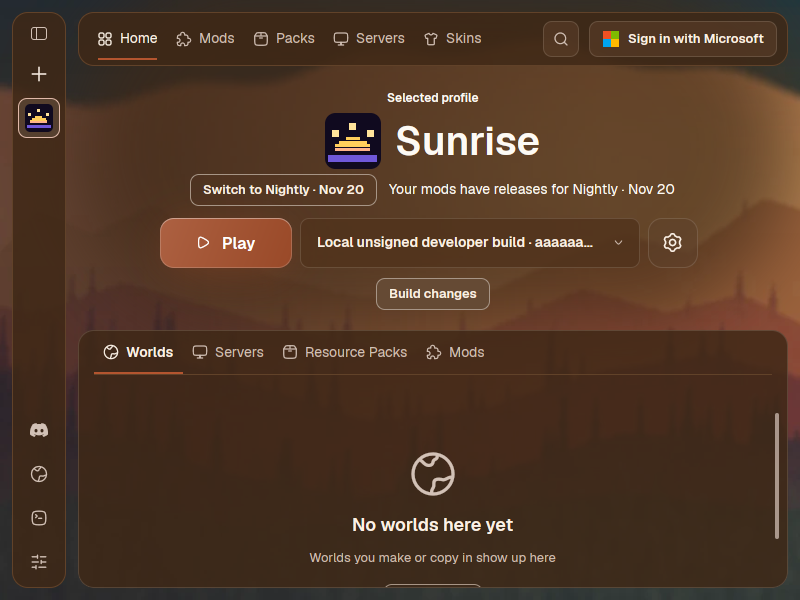 Home
Mods
Packs
Servers
Skins
Sign in with Microsoft
Selected profile
Sunrise
Switch to Nightly · Nov 20
Your mods have releases for Nightly · Nov 20
Play
Local unsigned developer build · aaaaaa...
Build changes
Worlds
Servers
Resource Packs
Mods
No worlds here yet
Worlds you make or copy in show up here